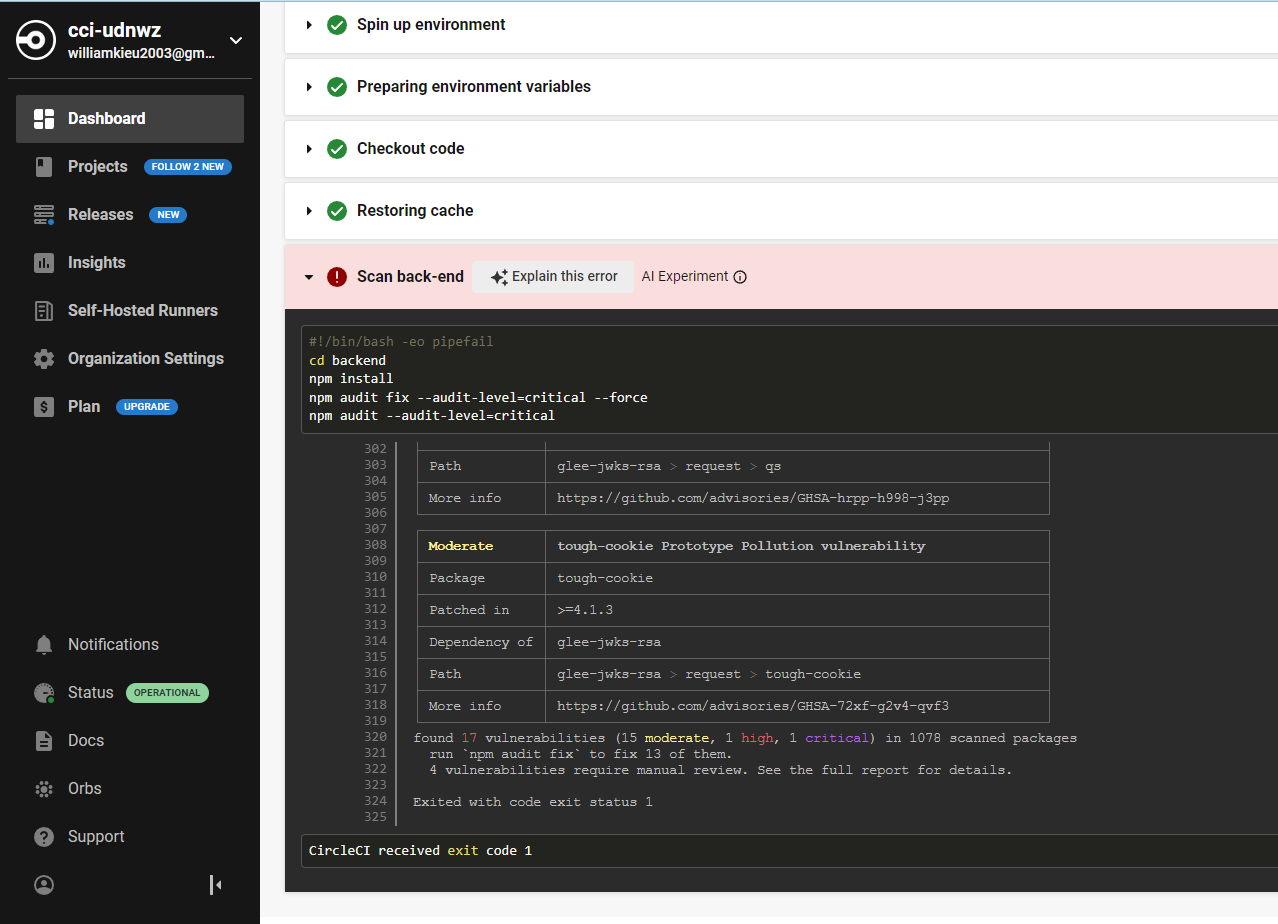 cci-udnwz
williamkieu2003@gm...
Dashboard
Projects FOLLOW 2 NEW
Releases NEW
Insights
Self-Hosted Runners
Organization Settings
Plan UPGRADE
Notifications
Status OPERATIONAL
Docs
Orbs
Support
Spin up environment
Preparing environment variables
Checkout code
Restoring cache
Scan back-end Explain this error AI Experiment
#!/bin/bash -eo pipefail
cd backend
npm install
npm audit fix --audit-level=critical --force
npm audit --audit-level=critical
302
303 Path glee-jwks-rsa > request > qs
304
305 More info https://github.com/advisories/GHSA-hrpp-h998-j3pp
306
307
308 Moderate tough-cookie Prototype Pollution vulnerability
309
310 Package tough-cookie
311
312 Patched in >=4.1.3
313
314 Dependency of glee-jwks-rsa
315
316 Path glee-jwks-rsa > request > tough-cookie
317
318 More info https://github.com/advisories/GHSA-72xf-g2v4-qvf3
319
320 found 17 vulnerabilities (15 moderate, 1 high, 1 critical) in 1078 scanned packages
321 run `npm audit fix` to fix 13 of them.
322 4 vulnerabilities require manual review. See the full report for details.
323
324 Exited with code exit status 1
325
CircleCI received exit code 1